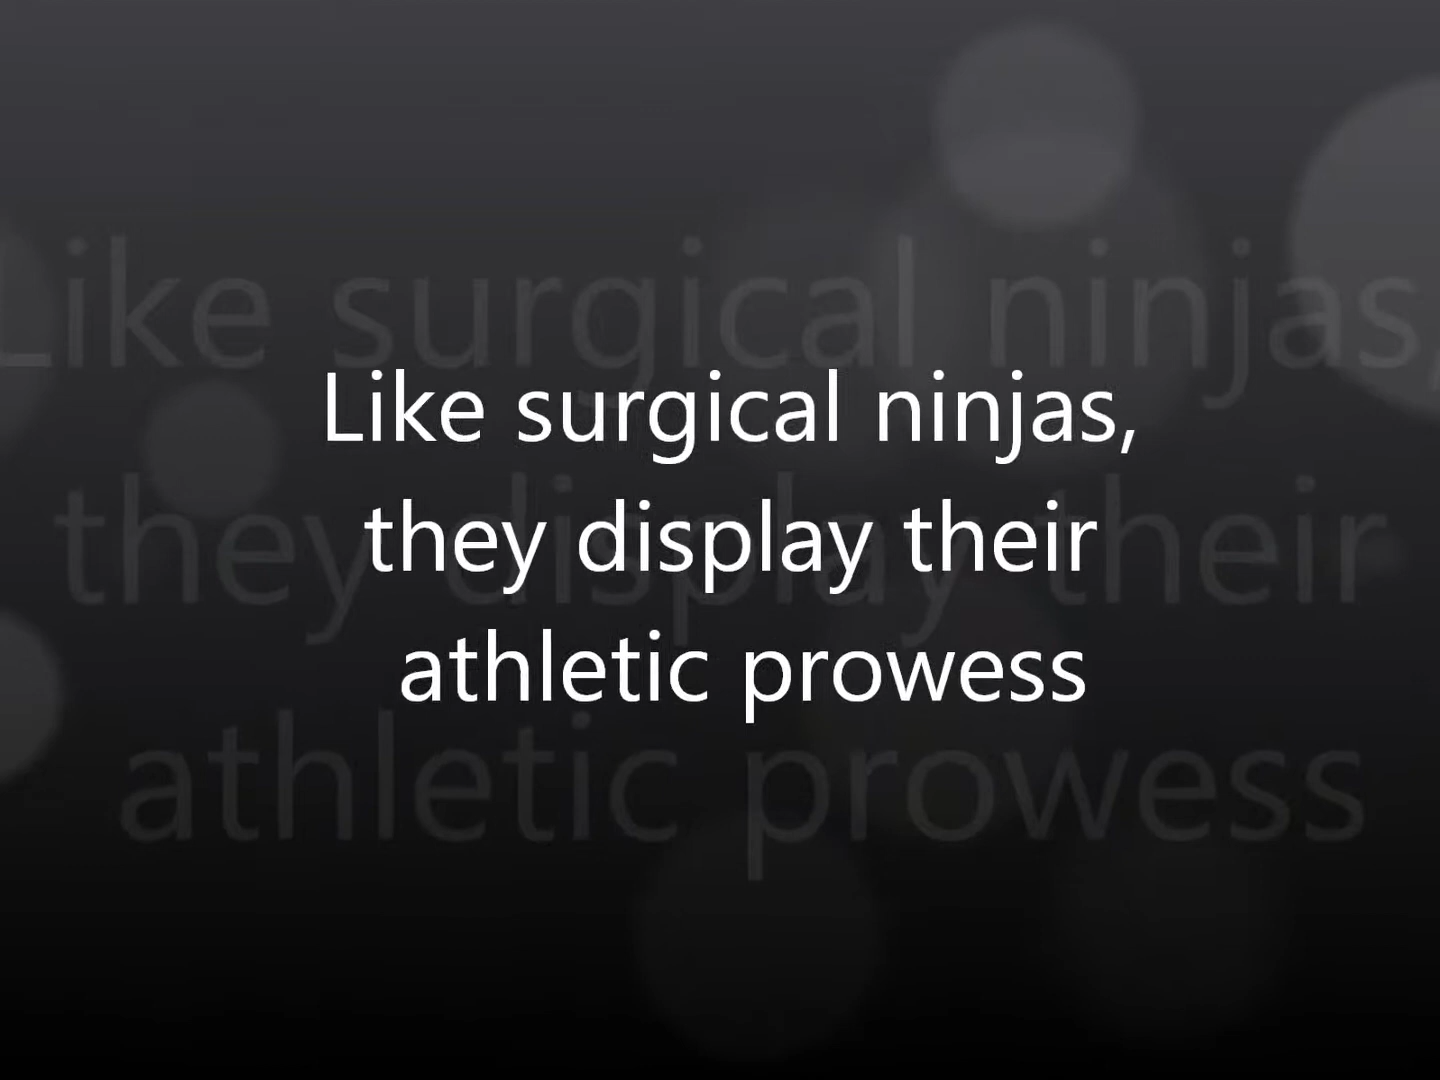 Like surgical ninjas,
they display their
athletic prowess